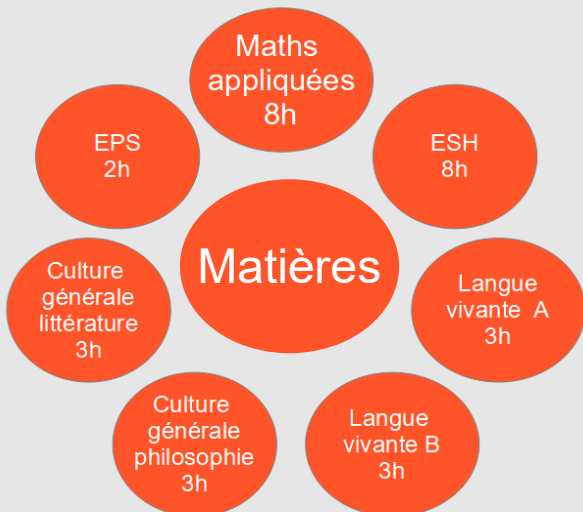 Maths
appliquées
8h
EPS
2h
ESH
8h
Matières
Culture
générale
littérature
3h
Langue
vivante A
3h
Culture
générale
philosophie
3h
Langue
vivante B
3h